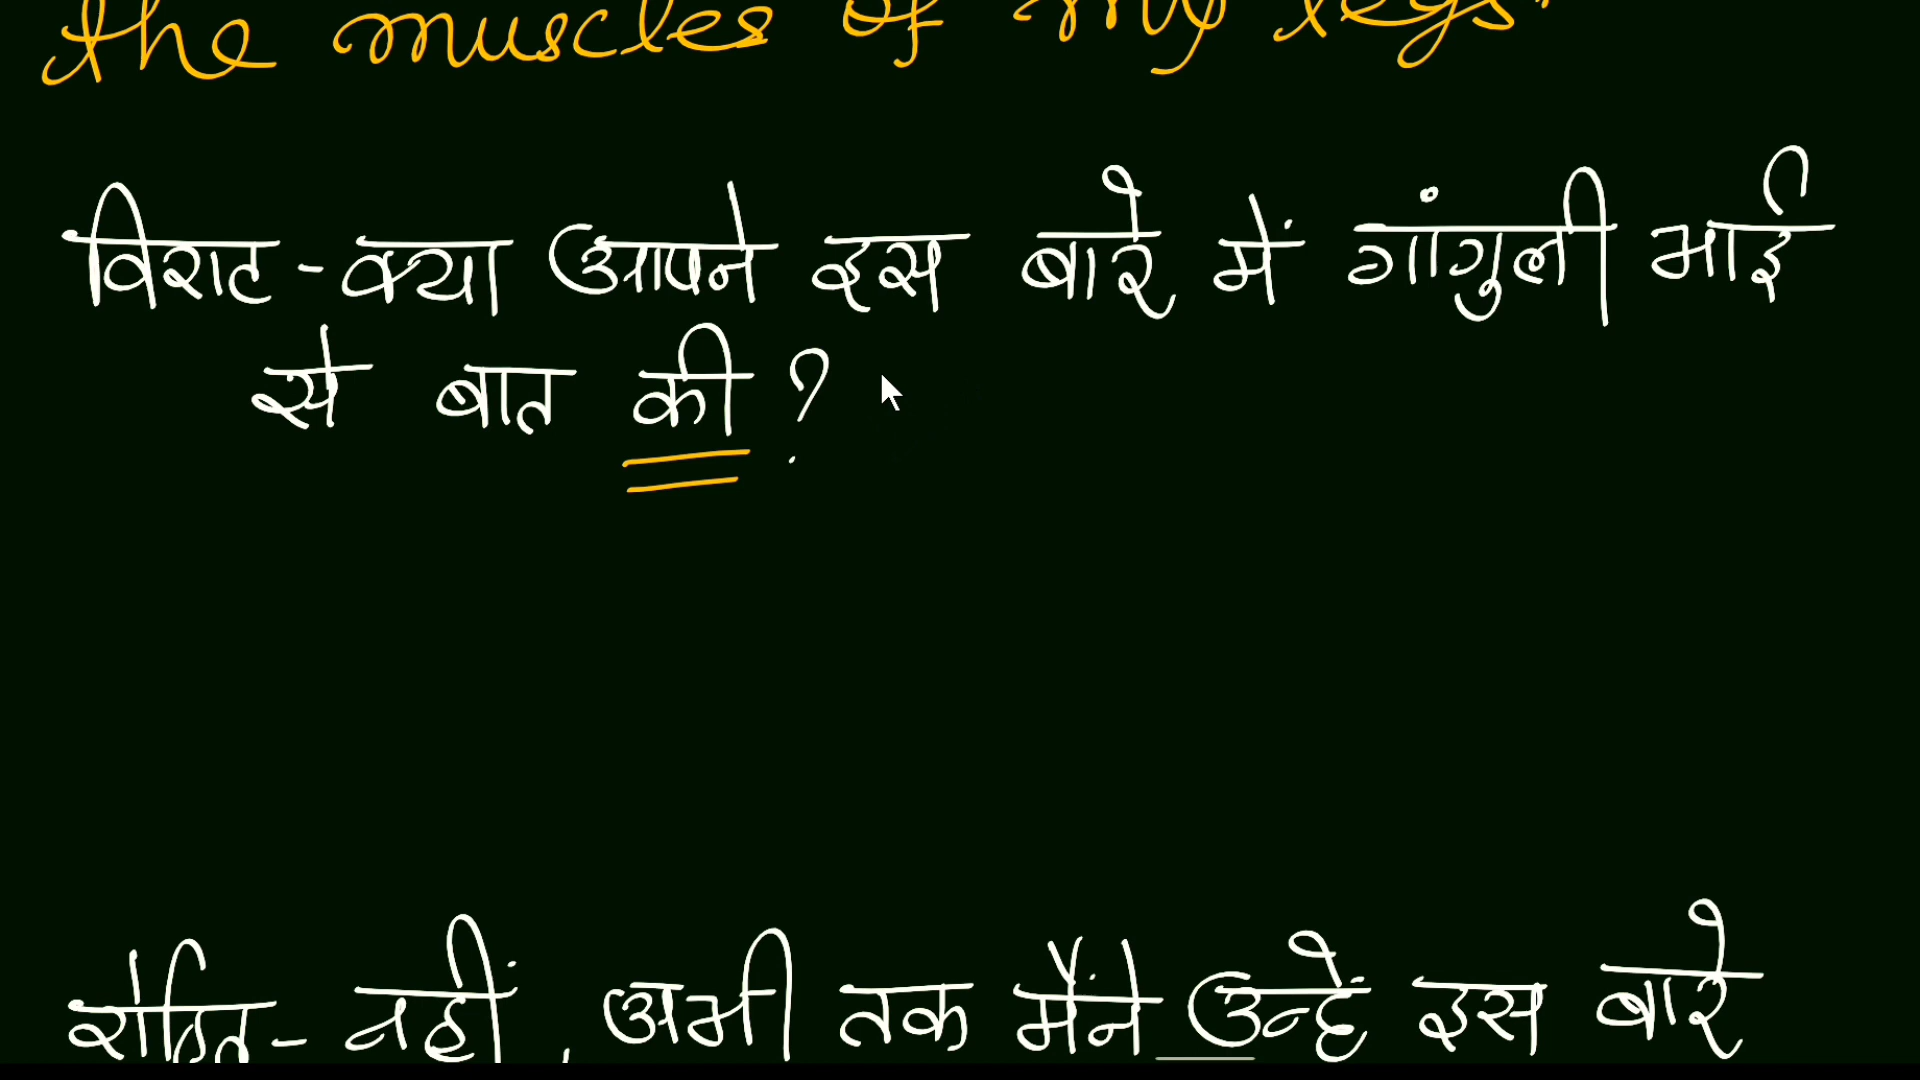 the muscles of my legs.
विराट - क्या आपने इस बारे में गांगुली भाई
से बात की ?
रोहित - नहीं , अभी तक मैंने उन्हें इस बारे